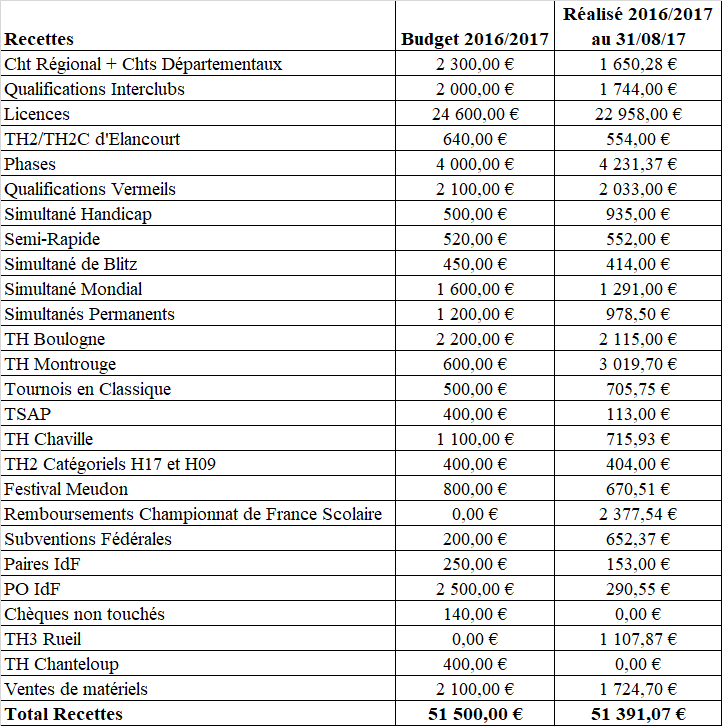 Recettes Budget 2016/2017 Réalisé 2016/2017 au 31/08/17
Cht Régional + Chts Départementaux 2 300,00 € 1 650,28 €
Qualifications Interclubs 2 000,00 € 1 744,00 €
Licences 24 600,00 € 22 958,00 €
TH2/TH2C d'Elancourt 640,00 € 554,00 €
Phases 4 000,00 € 4 231,37 €
Qualifications Vermeils 2 100,00 € 2 033,00 €
Simultané Handicap 500,00 € 935,00 €
Semi-Rapide 520,00 € 552,00 €
Simultané de Blitz 450,00 € 414,00 €
Simultané Mondial 1 600,00 € 1 291,00 €
Simultanés Permanents 1 200,00 € 978,50 €
TH Boulogne 2 200,00 € 2 115,00 €
TH Montrouge 600,00 € 3 019,70 €
Tournois en Classique 500,00 € 705,75 €
TSAP 400,00 € 113,00 €
TH Chaville 1 100,00 € 715,93 €
TH2 Catégoriels H17 et H09 400,00 € 404,00 €
Festival Meudon 800,00 € 670,51 €
Remboursements Championnat de France Scolaire 0,00 € 2 377,54 €
Subventions Fédérales 200,00 € 652,37 €
Paires IdF 250,00 € 153,00 €
PO IdF 2 500,00 € 290,55 €
Chèques non touchés 140,00 € 0,00 €
TH3 Rueil 0,00 € 1 107,87 €
TH Chanteloup 400,00 € 0,00 €
Ventes de matériels 2 100,00 € 1 724,70 €
Total Recettes 51 500,00 € 51 391,07 €